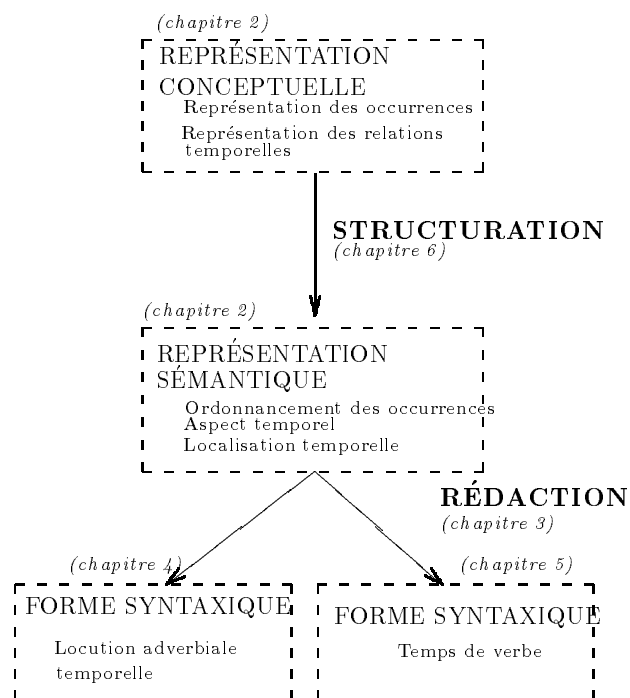 (chapitre 2)
REPRÉSENTATION
CONCEPTUELLE
Représentation des occurrences
Représentation des relations
temporelles
STRUCTURATION
(chapitre 6)
(chapitre 2)
REPRÉSENTATION
SÉMANTIQUE
Ordonnancement des occurrences
Aspect temporel
Localisation temporelle
RÉDACTION
(chapitre 3)
(chapitre 4)
FORME SYNTAXIQUE
Locution adverbiale
temporelle
(chapitre 5)
FORME SYNTAXIQUE
Temps de verbe